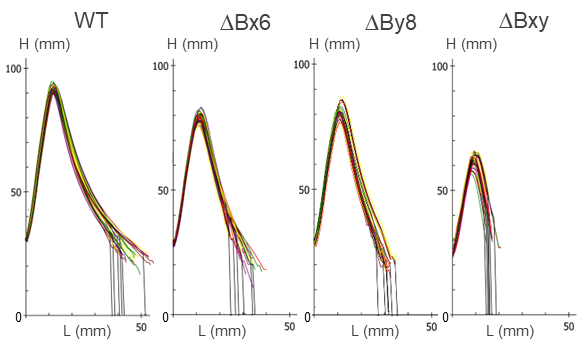 WT ΔBx6 ΔBy8 ΔBxy
H (mm) H (mm) H (mm) H (mm)
100 100 100 100
50 50 50 50
0 0 0 0
L (mm) 50 L (mm) 50 L (mm) 50 L (mm) 50